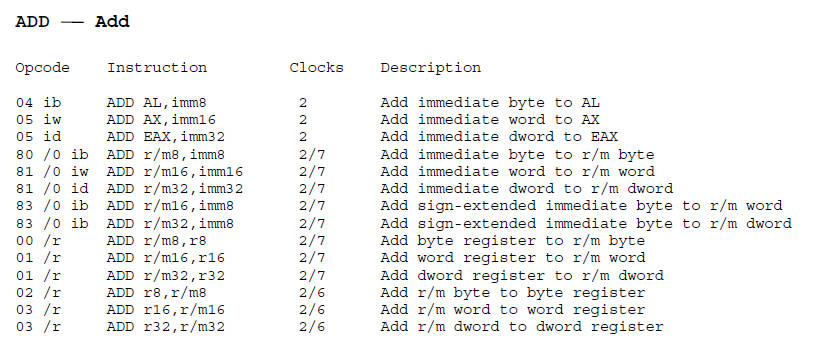 ADD —— Add
Opcode Instruction Clocks Description
04 ib ADD AL,imm8 2 Add immediate byte to AL
05 iw ADD AX,imm16 2 Add immediate word to AX
05 id ADD EAX,imm32 2 Add immediate dword to EAX
80 /0 ib ADD r/m8,imm8 2/7 Add immediate byte to r/m byte
81 /0 iw ADD r/m16,imm16 2/7 Add immediate word to r/m word
81 /0 id ADD r/m32,imm32 2/7 Add immediate dword to r/m dword
83 /0 ib ADD r/m16,imm8 2/7 Add sign-extended immediate byte to r/m word
83 /0 ib ADD r/m32,imm8 2/7 Add sign-extended immediate byte to r/m dword
00 /r ADD r/m8,r8 2/7 Add byte register to r/m byte
01 /r ADD r/m16,r16 2/7 Add word register to r/m word
01 /r ADD r/m32,r32 2/7 Add dword register to r/m dword
02 /r ADD r8,r/m8 2/6 Add r/m byte to byte register
03 /r ADD r16,r/m16 2/6 Add r/m word to word register
03 /r ADD r32,r/m32 2/6 Add r/m dword to dword register